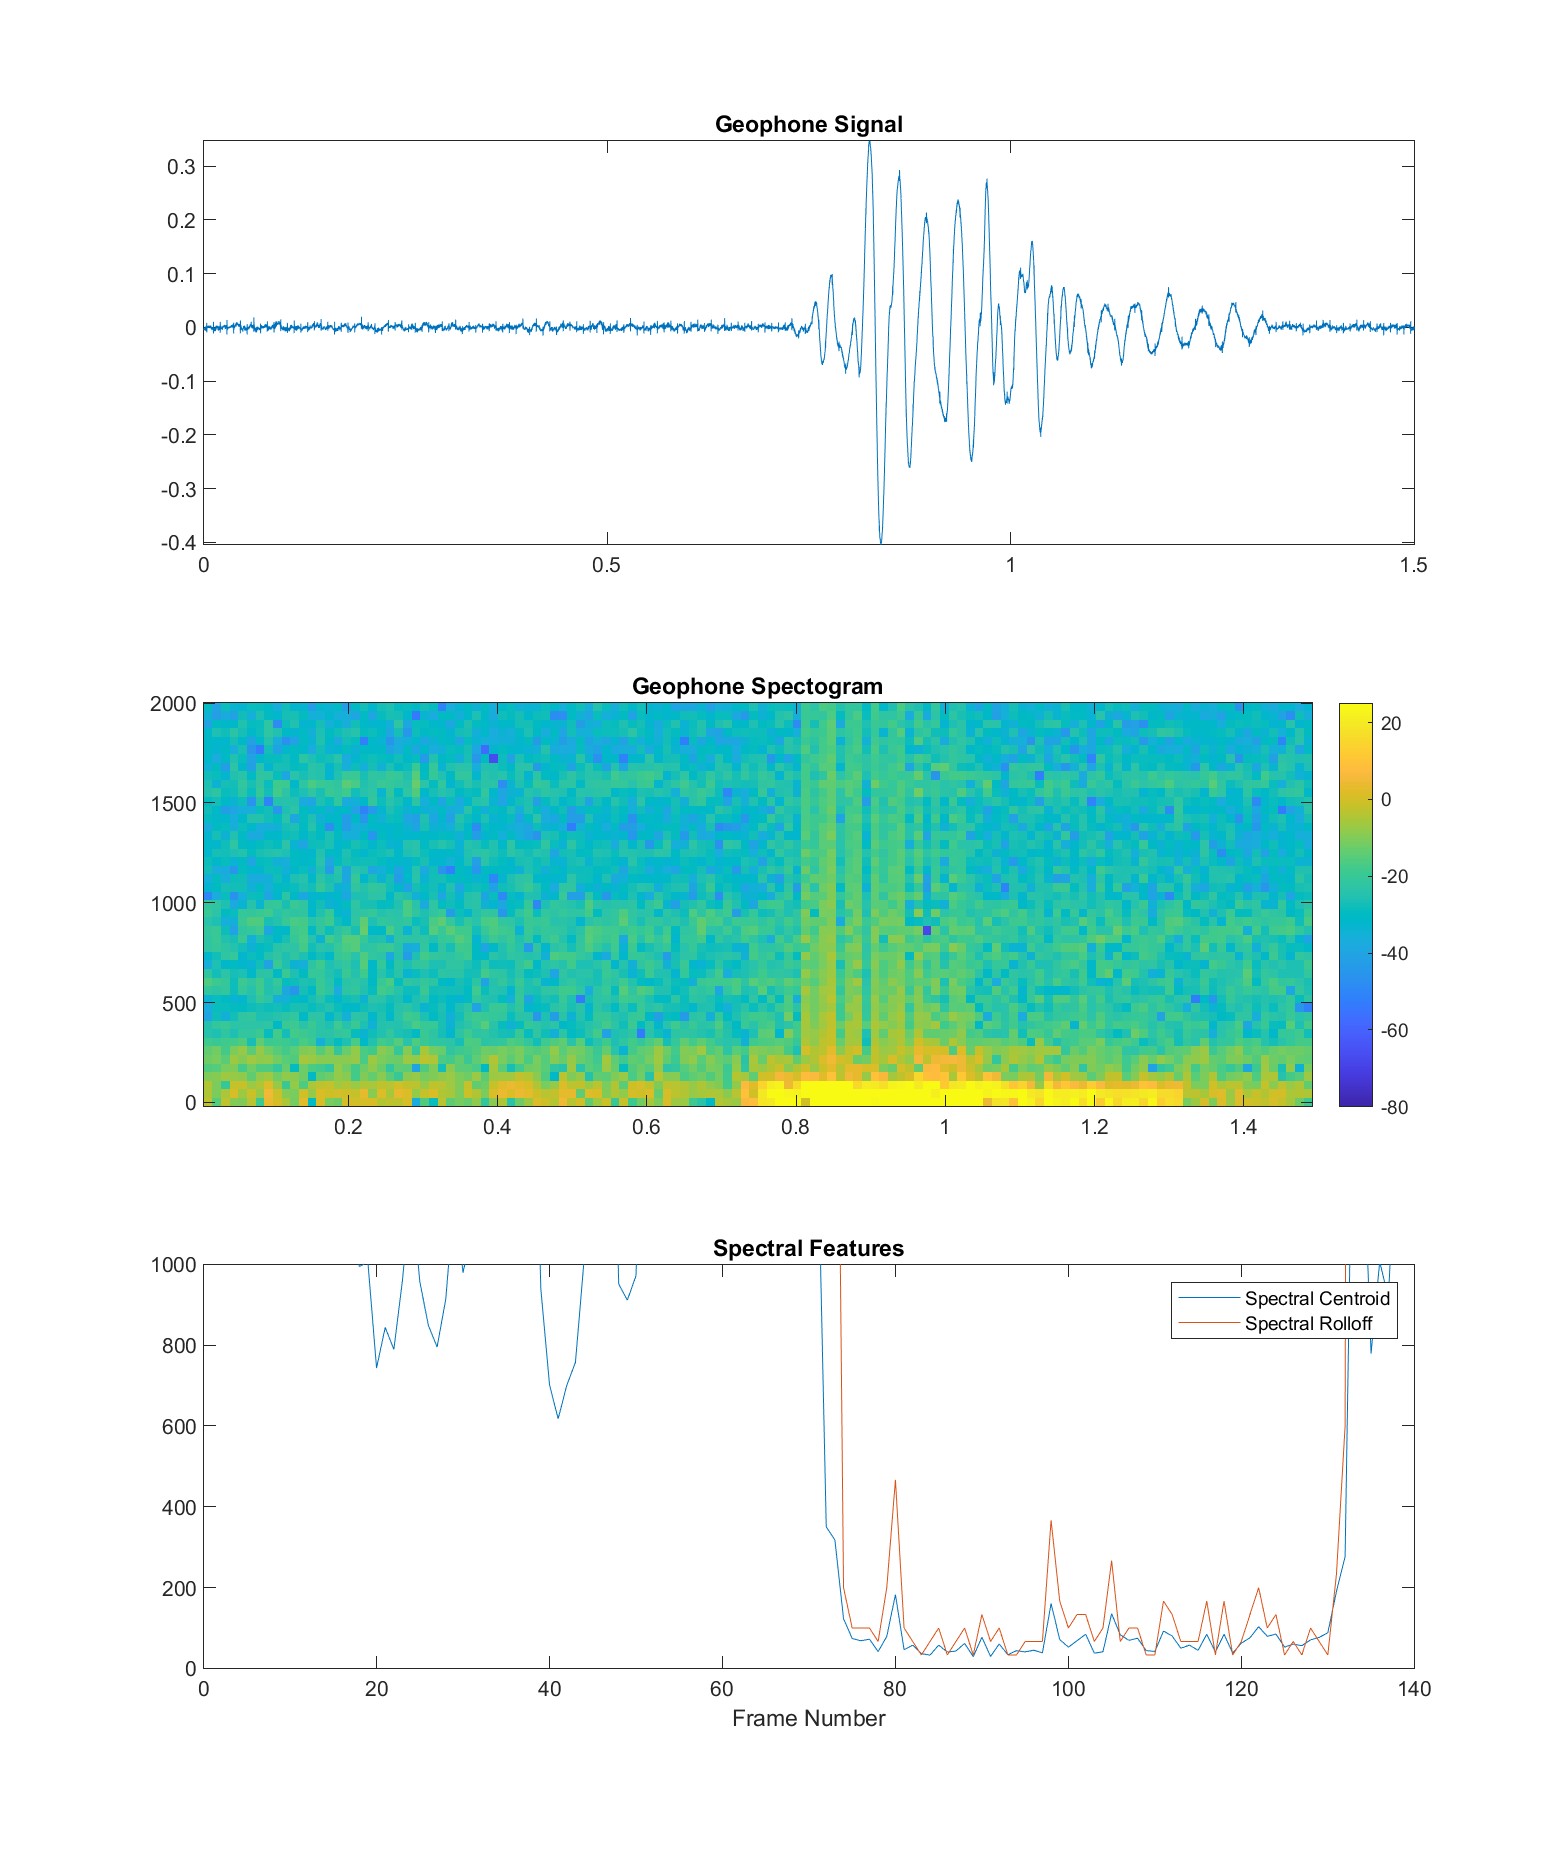 Geophone Signal
0.3
0.2
0.1
0
-0.1
-0.2
-0.3
-0.4
0 0.5 1 1.5
Geophone Spectogram
2000
1500
1000
500
0
0.2 0.4 0.6 0.8 1 1.2 1.4
20
0
-20
-40
-60
-80
Spectral Features
1000
800
600
400
200
0
Spectral Centroid
Spectral Rolloff
0 20 40 60 80 100 120 140
Frame Number